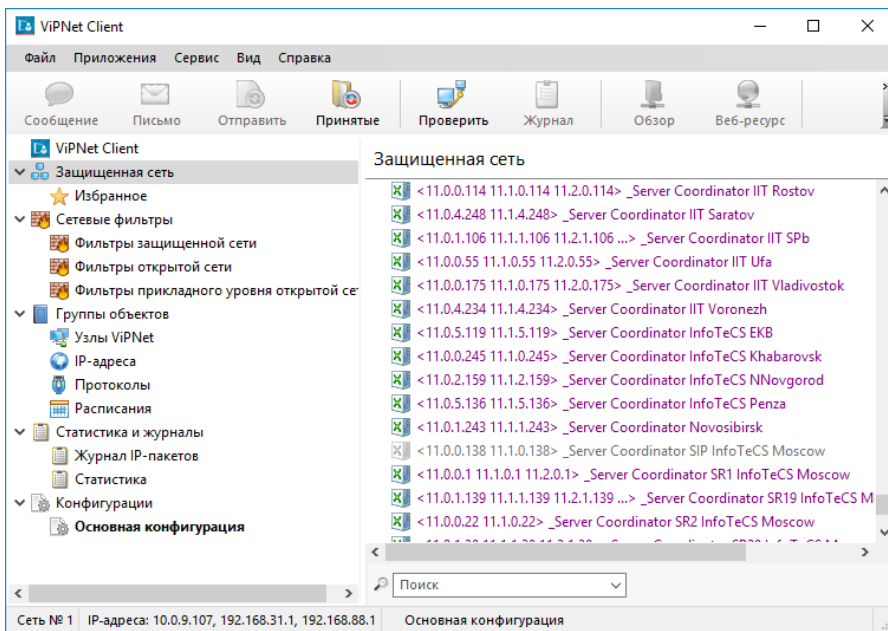 ViPNet Client
Файл Приложения Сервис Вид Справка
Сообщение Письмо Отправить Принятые Проверить Журнал Обзор Веб-ресурс
ViPNet Client
Защищенная сеть
Избранное
Сетевые фильтры
Фильтры защищенной сети
Фильтры открытой сети
Фильтры прикладного уровня открытой сет
Группы объектов
Узлы ViPNet
IP-адреса
Протоколы
Расписания
Статистика и журналы
Журнал IP-пакетов
Статистика
Конфигурации
Основная конфигурация
Защищенная сеть
<11.0.0.114 11.1.0.114 11.2.0.114> _Server Coordinator IIT Rostov
<11.0.4.248 11.1.4.248> _Server Coordinator IIT Saratov
<11.0.1.106 11.1.1.106 11.2.1.106 ...> _Server Coordinator IIT SPb
<11.0.0.55 11.1.0.55 11.2.0.55> _Server Coordinator IIT Ufa
<11.0.0.175 11.1.0.175 11.2.0.175> _Server Coordinator IIT Vladivostok
<11.0.4.234 11.1.4.234> _Server Coordinator IIT Voronezh
<11.0.5.119 11.1.5.119> _Server Coordinator InfoTeCS EKB
<11.0.0.245 11.1.0.245> _Server Coordinator InfoTeCS Khabarovsk
<11.0.2.159 11.1.2.159> _Server Coordinator InfoTeCS NNovgorod
<11.0.5.136 11.1.5.136> _Server Coordinator InfoTeCS Penza
<11.0.1.243 11.1.1.243> _Server Coordinator Novosibirsk
<11.0.0.138 11.1.0.138> _Server Coordinator SIP InfoTeCS Moscow
<11.0.0.1 11.1.0.1 11.2.0.1> _Server Coordinator SR1 InfoTeCS Moscow
<11.0.1.139 11.1.1.139 11.2.1.139 ...> _Server Coordinator SR19 InfoTeCS M
<11.0.0.22 11.1.0.22> _Server Coordinator SR2 InfoTeCS Moscow
Поиск
Сеть № 1 IP-адреса: 10.0.9.107, 192.168.31.1, 192.168.88.1 Основная конфигурация